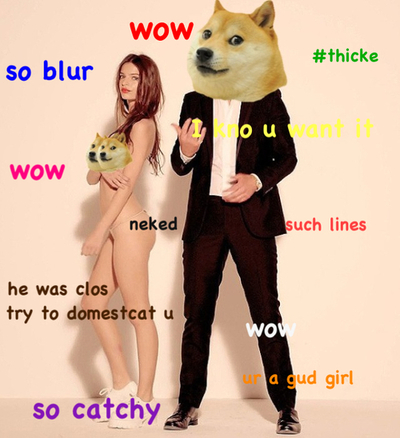 wow
#thicke
so blur
I kno u want it
wow
neked
such lines
he was clos
try to domestcat u
wow
ur a gud girl
so catchy